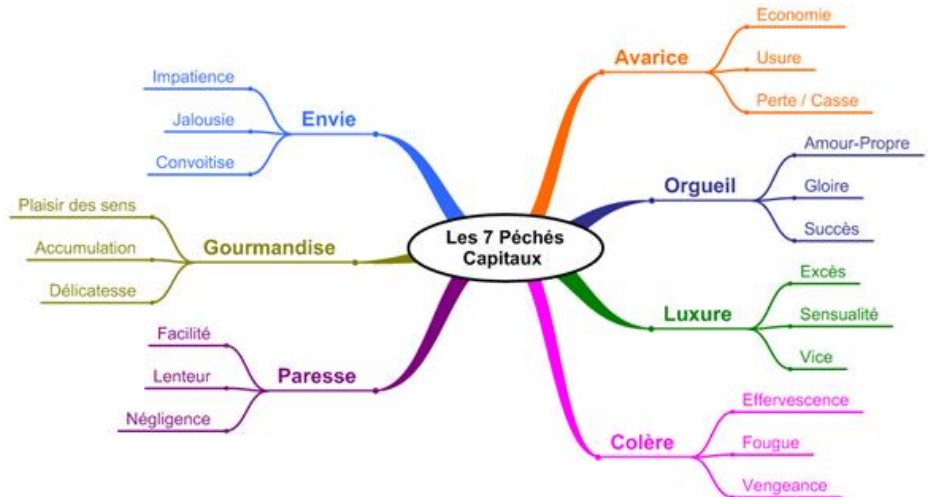 Les 7 Péchés
Capitaux
Avarice
Economie
Usure
Perte / Casse
Orgueil
Amour-Propre
Gloire
Succès
Luxure
Excès
Sensualité
Vice
Colère
Effervescence
Fougue
Vengeance
Envie
Impatience
Jalousie
Convoitise
Gourmandise
Plaisir des sens
Accumulation
Délicatesse
Paresse
Facilité
Lenteur
Négligence